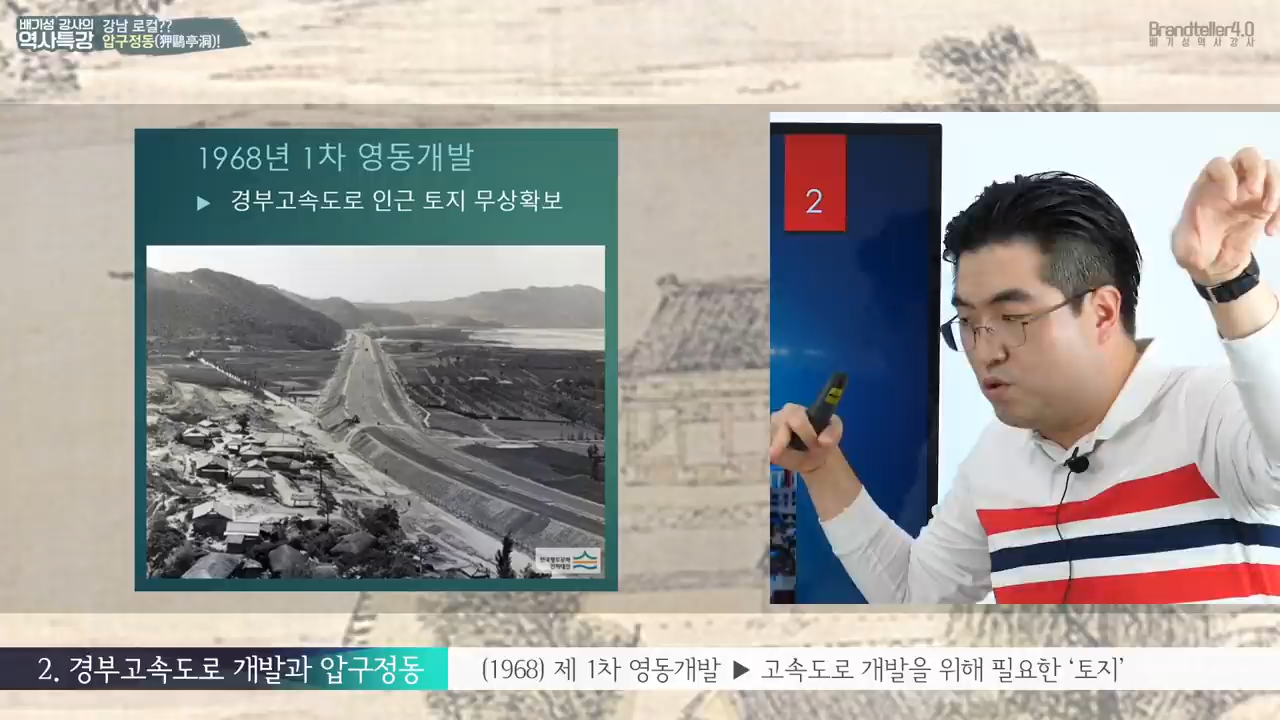 배기성 강사의
역사특강
강남 로컬??
압구정동(狎鷗亭洞)!
Brandteller4.0
배기성역사강사
1968년 1차 영동개발
▶ 경부고속도로 인근 토지 무상확보
2
2. 경부고속도로 개발과 압구정동
(1968) 제 1차 영동개발 ▶ 고속도로 개발을 위해 필요한 ‘토지’